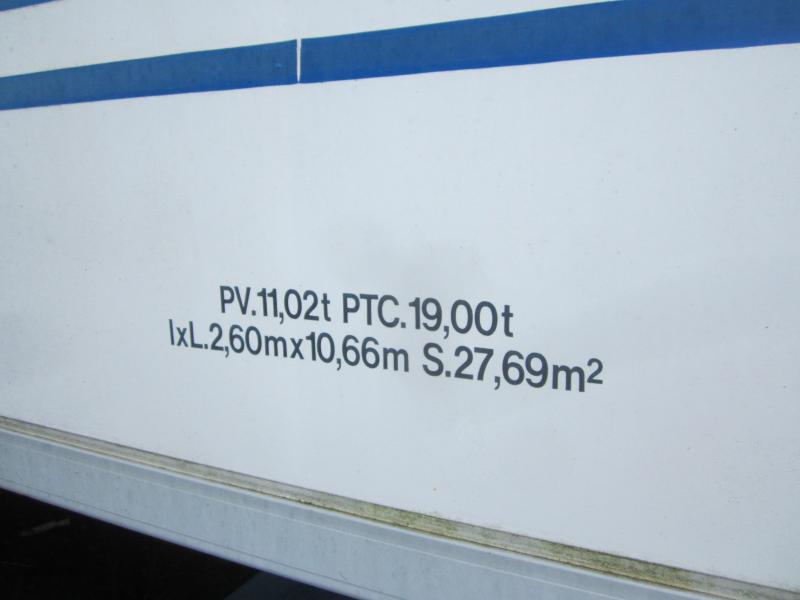 PV.11,02t PTC.19,00t
lxL.2,60mx10,66m S.27,69m²